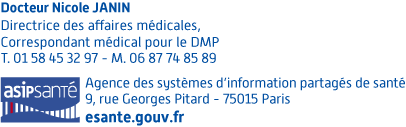 Docteur Nicole JANIN
Directrice des affaires médicales,
Correspondant médical pour le DMP
T. 01 58 45 32 97 - M. 06 87 74 85 89
asipsanté
Agence des systèmes d'information partagés de santé
9, rue Georges Pitard - 75015 Paris
esante.gouv.fr